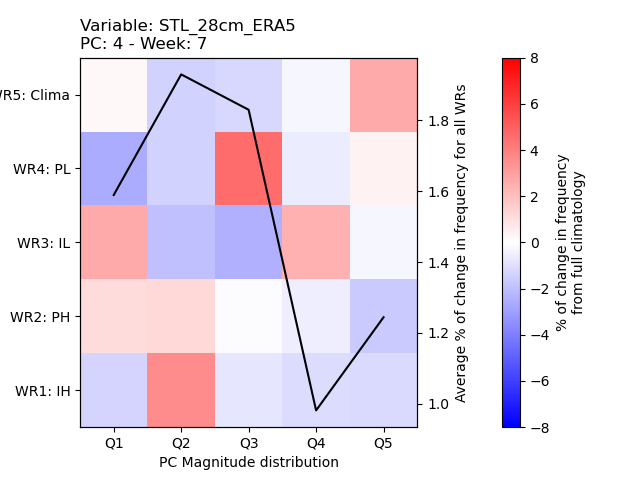 Variable: STL_28cm_ERA5
PC: 4 - Week: 7
R5: Clima
WR4: PL
WR3: IL
WR2: PH
WR1: IH
Q1 Q2 Q3 Q4 Q5
PC Magnitude distribution
1.8
1.6
1.4
1.2
1.0
Average % of change in frequency for all WRs
8
6
4
2
0
−2
−4
−6
−8
% of change in frequency
from full climatology